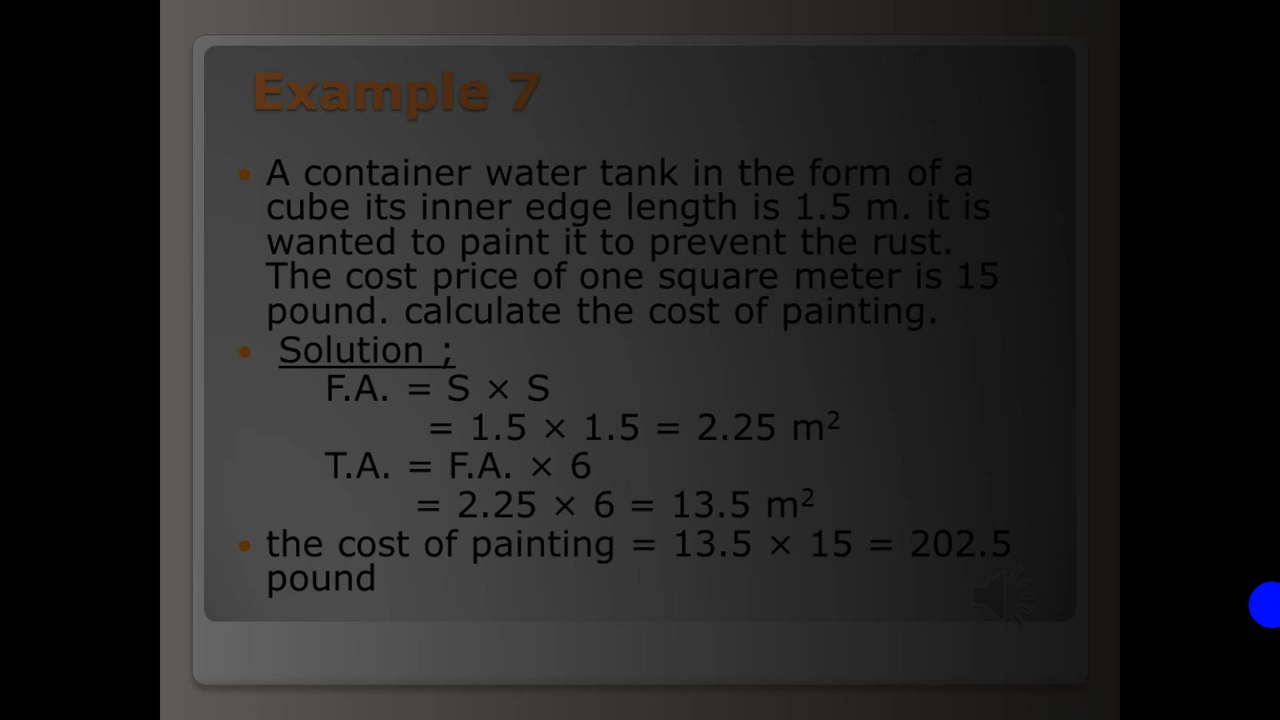 Example 7
• A container water tank in the form of a
cube its inner edge length is 1.5 m. it is
wanted to paint it to prevent the rust.
The cost price of one square meter is 15
pound. calculate the cost of painting.
• Solution ;
F.A. = S × S
= 1.5 × 1.5 = 2.25 m²
T.A. = F.A. × 6
= 2.25 × 6 = 13.5 m²
• the cost of painting = 13.5 × 15 = 202.5
pound